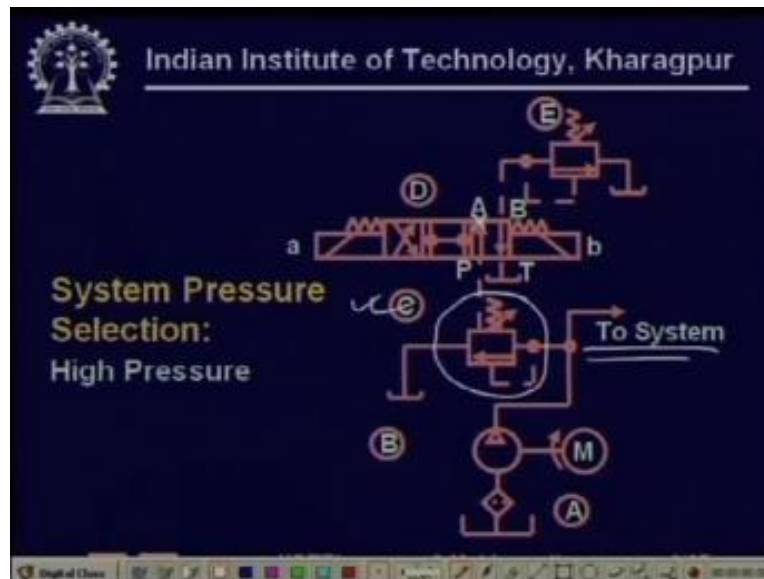 Indian Institute of Technology, Kharagpur
E
D
A B
a b
P T
System Pressure
Selection:
High Pressure
C
To System
B
M
A